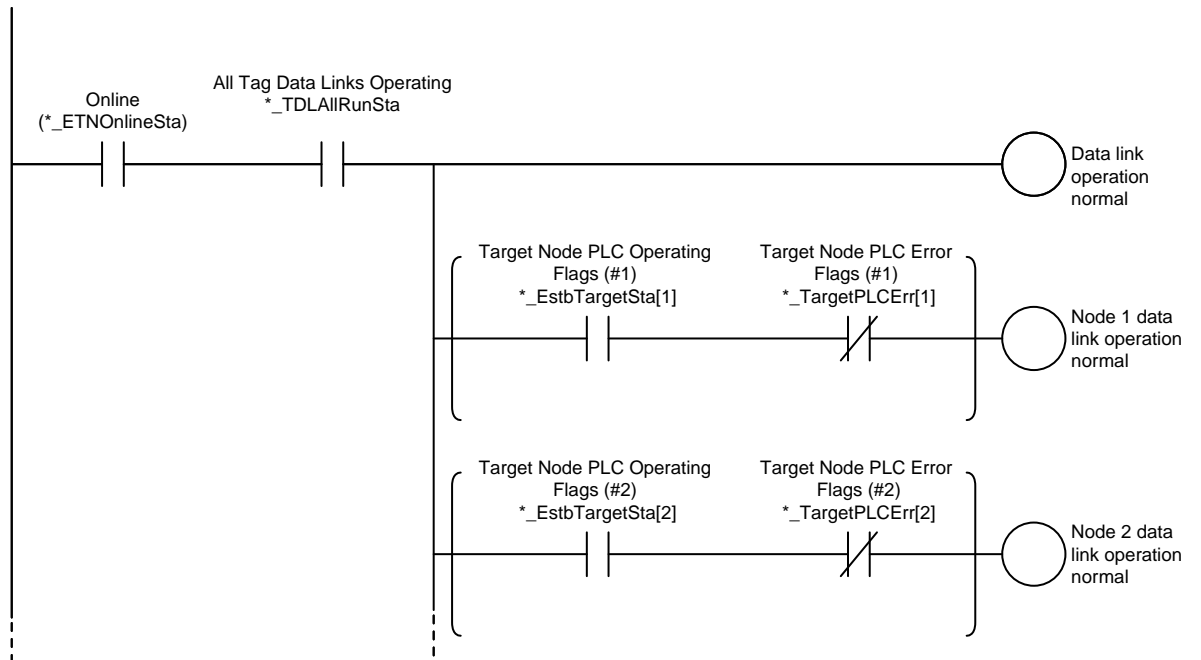 All Tag Data Links Operating
*_TDLAllRunSta
Online
(*_ETNOnlineSta)
Data link
operation
normal
Target Node PLC Operating
Flags (#1)
*_EstbTargetSta[1]
Target Node PLC Error
Flags (#1)
*_TargetPLCErr[1]
Node 1 data
link operation
normal
Target Node PLC Operating
Flags (#2)
*_EstbTargetSta[2]
Target Node PLC Error
Flags (#2)
*_TargetPLCErr[2]
Node 2 data
link operation
normal